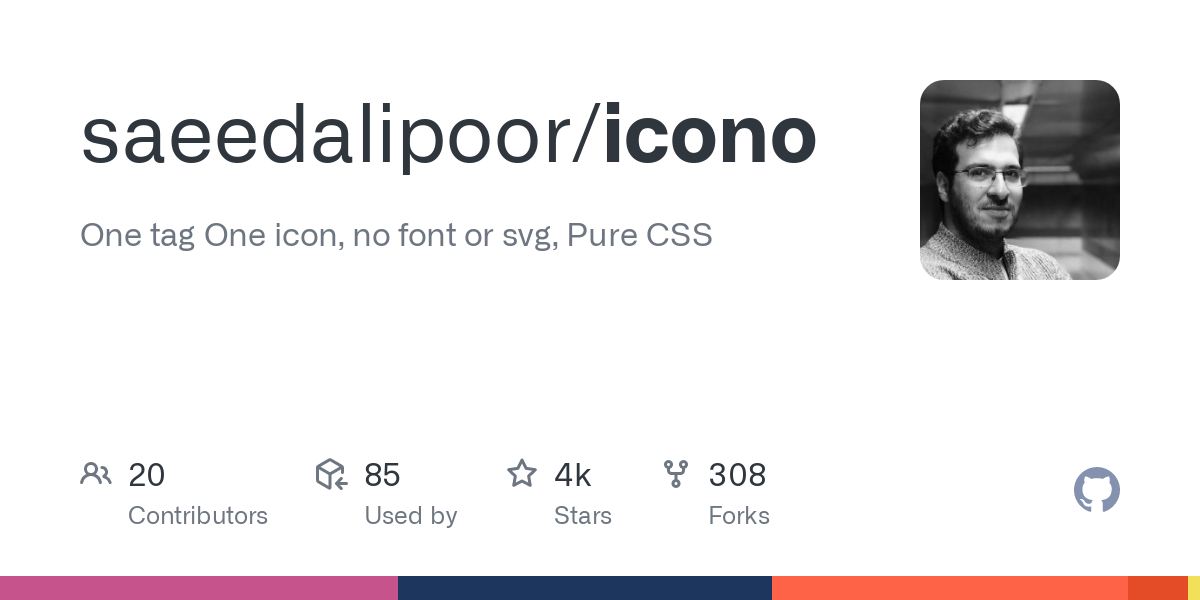 saeedalipoor/icono
One tag One icon, no font or svg, Pure CSS
20 85 4k 308
Contributors Used by Stars Forks